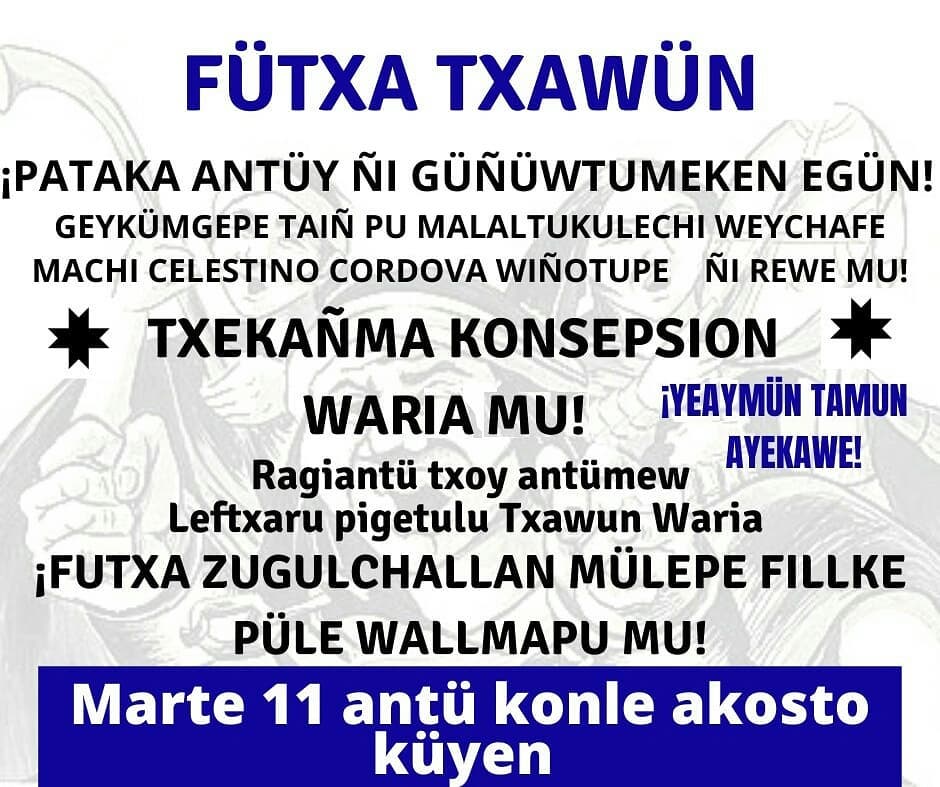 FÜTXA TXAWÜN
¡PATAKA ANTÜY ÑI GÜÑÜWTUMEKEN EGÜN!
GEYKÜMGEPE TAIÑ PU MALALTUKULECHI WEYCHAFE
MACHI CELESTINO CORDOVA WIÑOTUPE ÑI REWE MU!
TXEKAÑMA KONSEPSION
WARIA MU!
¡YEAYMÜN TAMUN
AYEKAWE!
Ragiantü txoy antümew
Leftxaru pigetulu Txawun Waria
¡FUTXA ZUGULCHALLAN MÜLEPE FILLKE
PÜLE WALLMAPU MU!
Marte 11 antü konle akosto
küyen